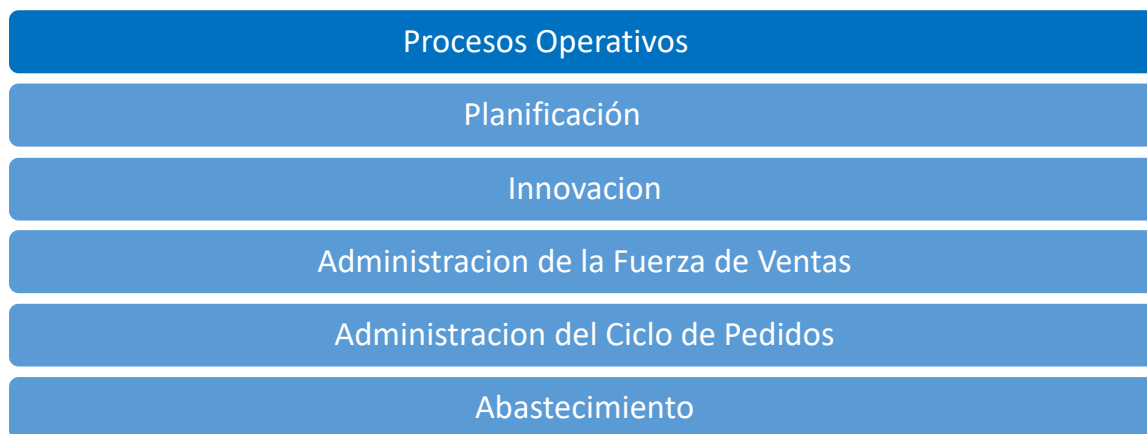 Procesos Operativos
Planificación
Innovacion
Administracion de la Fuerza de Ventas
Administracion del Ciclo de Pedidos
Abastecimiento